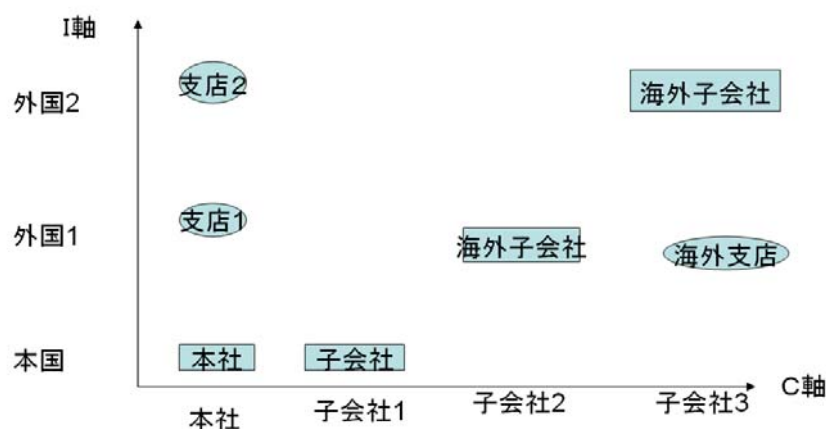 I軸
支店2
海外子会社
外国2
支店1
外国1
海外子会社
海外支店
本国
本社
子会社
C軸
本社
子会社1
子会社2
子会社3